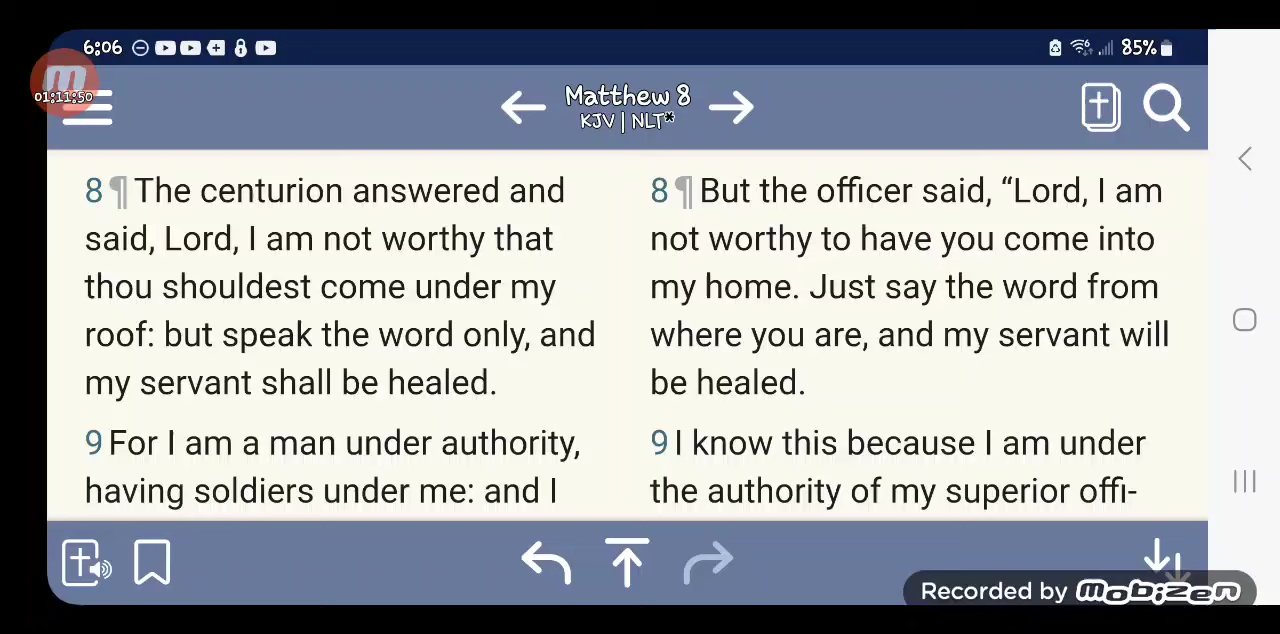 6:06
85%
01:11:50
Matthew 8
KJV | NLT*
8 ¶ The centurion answered and
said, Lord, I am not worthy that
thou shouldest come under my
roof: but speak the word only, and
my servant shall be healed.
9 For I am a man under authority,
having soldiers under me: and I
8 ¶ But the officer said, “Lord, I am
not worthy to have you come into
my home. Just say the word from
where you are, and my servant will
be healed.
9 I know this because I am under
the authority of my superior offi-
Recorded by mobizen